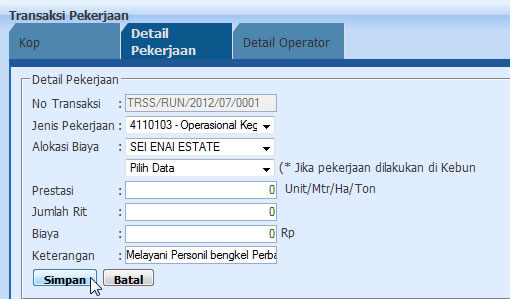 Transaksi Pekerjaan
Kop
Detail
Pekerjaan
Detail Operator
Detail Pekerjaan
No Transaksi : TRSS/RUN/2012/07/0001
Jenis Pekerjaan : 4110103 - Operasional Keg
Alokasi Biaya : SEI ENAI ESTATE
Pilih Data (* Jika pekerjaan dilakukan di Kebun
Prestasi : 0 Unit/Mtr/Ha/Ton
Jumlah Rit : 0
Biaya : 0 Rp
Keterangan : Melayani Personil bengkel Perba
Simpan Batal